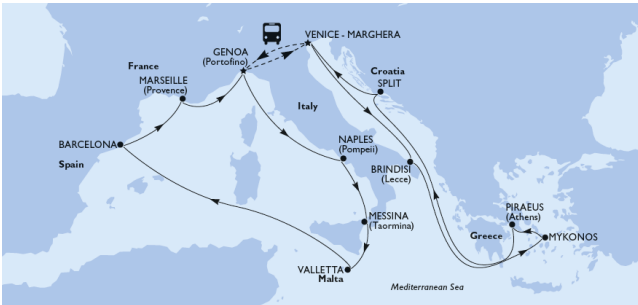 VENICE - MARGHERA
GENOA
(Portofino)
France
MARSEILLE
(Provence)
Croatia
SPLIT
Italy
BARCELONA
Spain
NAPLES
(Pompeii)
BRINDISI
(Lecce)
MESSINA
(Taormina)
PIRAEUS
(Athens)
Greece
MYKONOS
VALLETTA
Malta
Mediterranean Sea